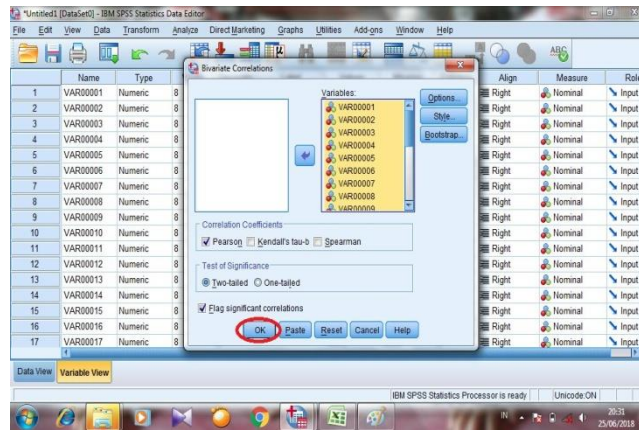 *Untitled1 [DataSet0] - IBM SPSS Statistics Data Editor
File Edit View Data Transform Analyze Direct Marketing Graphs Utilities Add-ons Window Help
Bivariate Correlations
Name Type Align Measure Role
1 VAR00001 Numeric 8 Right Nominal Input
2 VAR00002 Numeric 8 Right Nominal Input
3 VAR00003 Numeric 8 Right Nominal Input
4 VAR00004 Numeric 8 Right Nominal Input
5 VAR00005 Numeric 8 Right Nominal Input
6 VAR00006 Numeric 8 Right Nominal Input
7 VAR00007 Numeric 8 Right Nominal Input
8 VAR00008 Numeric 8 Right Nominal Input
9 VAR00009 Numeric 8 Right Nominal Input
10 VAR00010 Numeric 8 Right Nominal Input
11 VAR00011 Numeric 8 Right Nominal Input
12 VAR00012 Numeric 8 Right Nominal Input
13 VAR00013 Numeric 8 Right Nominal Input
14 VAR00014 Numeric 8 Right Nominal Input
15 VAR00015 Numeric 8 Right Nominal Input
16 VAR00016 Numeric 8 Right Nominal Input
17 VAR00017 Numeric 8 Right Nominal Input
Variables:
VAR00001
VAR00002
VAR00003
VAR00004
VAR00005
VAR00006
VAR00007
VAR00008
VAR00009
Options...
Style...
Bootstrap...
Correlation Coefficients
Pearson Kendall's tau-b Spearman
Test of Significance
Two-tailed One-tailed
Flag significant correlations
OK Paste Reset Cancel Help
Data View Variable View
IBM SPSS Statistics Processor is ready Unicode:ON
IN 20:31
25/06/2018